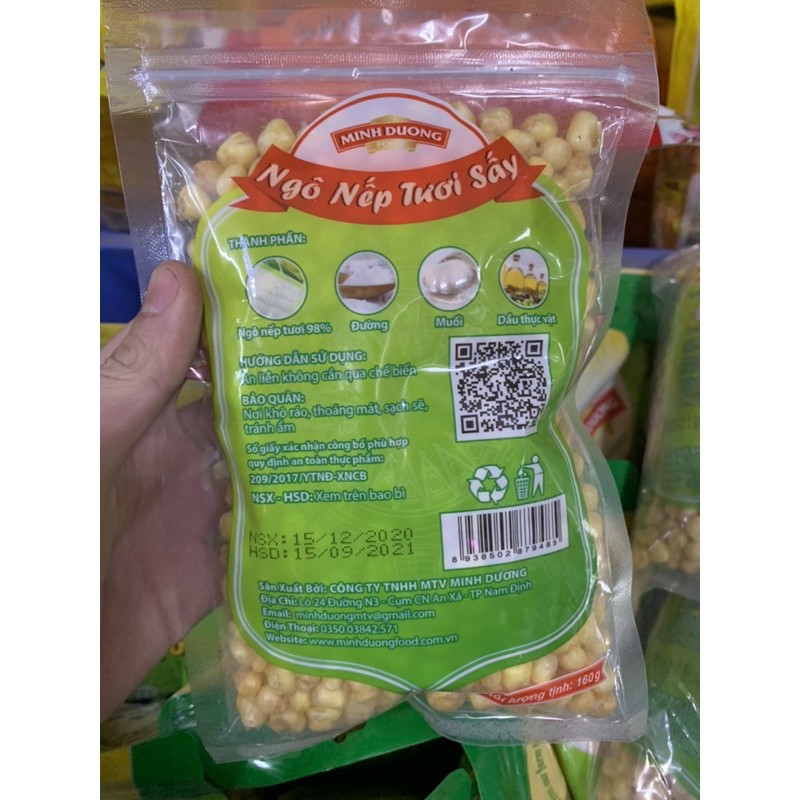 MINH DUONG
Ngô Nếp Tươi Sấy
THÀNH PHẦN:
Ngô nếp tươi 98%
Đường
Muối
Dầu thực vật
HƯỚNG DẪN SỬ DỤNG:
Ăn liền không cần qua chế biến
BẢO QUẢN:
Nơi khô ráo, thoáng mát, sạch sẽ,
tránh ẩm
Số giấy xác nhận công bố phù hợp
quy định an toàn thực phẩm:
209/2017/YTNĐ-XNCB
NSX - HSD: Xem trên bao bì
NSX: 15/12/2020
HSD: 15/09/2021
8 938502 879485
Sản Xuất Bởi: CÔNG TY TNHH MTV MINH DƯƠNG
Địa Chỉ: Lô 24 Đường N3 - Cụm CN An Xá - TP Nam Định
Email: minhduongmtv@gmail.com
Điện Thoại: 0350.03842.571
Website: www.minhduongfood.com.vn
lượng tịnh: 160g